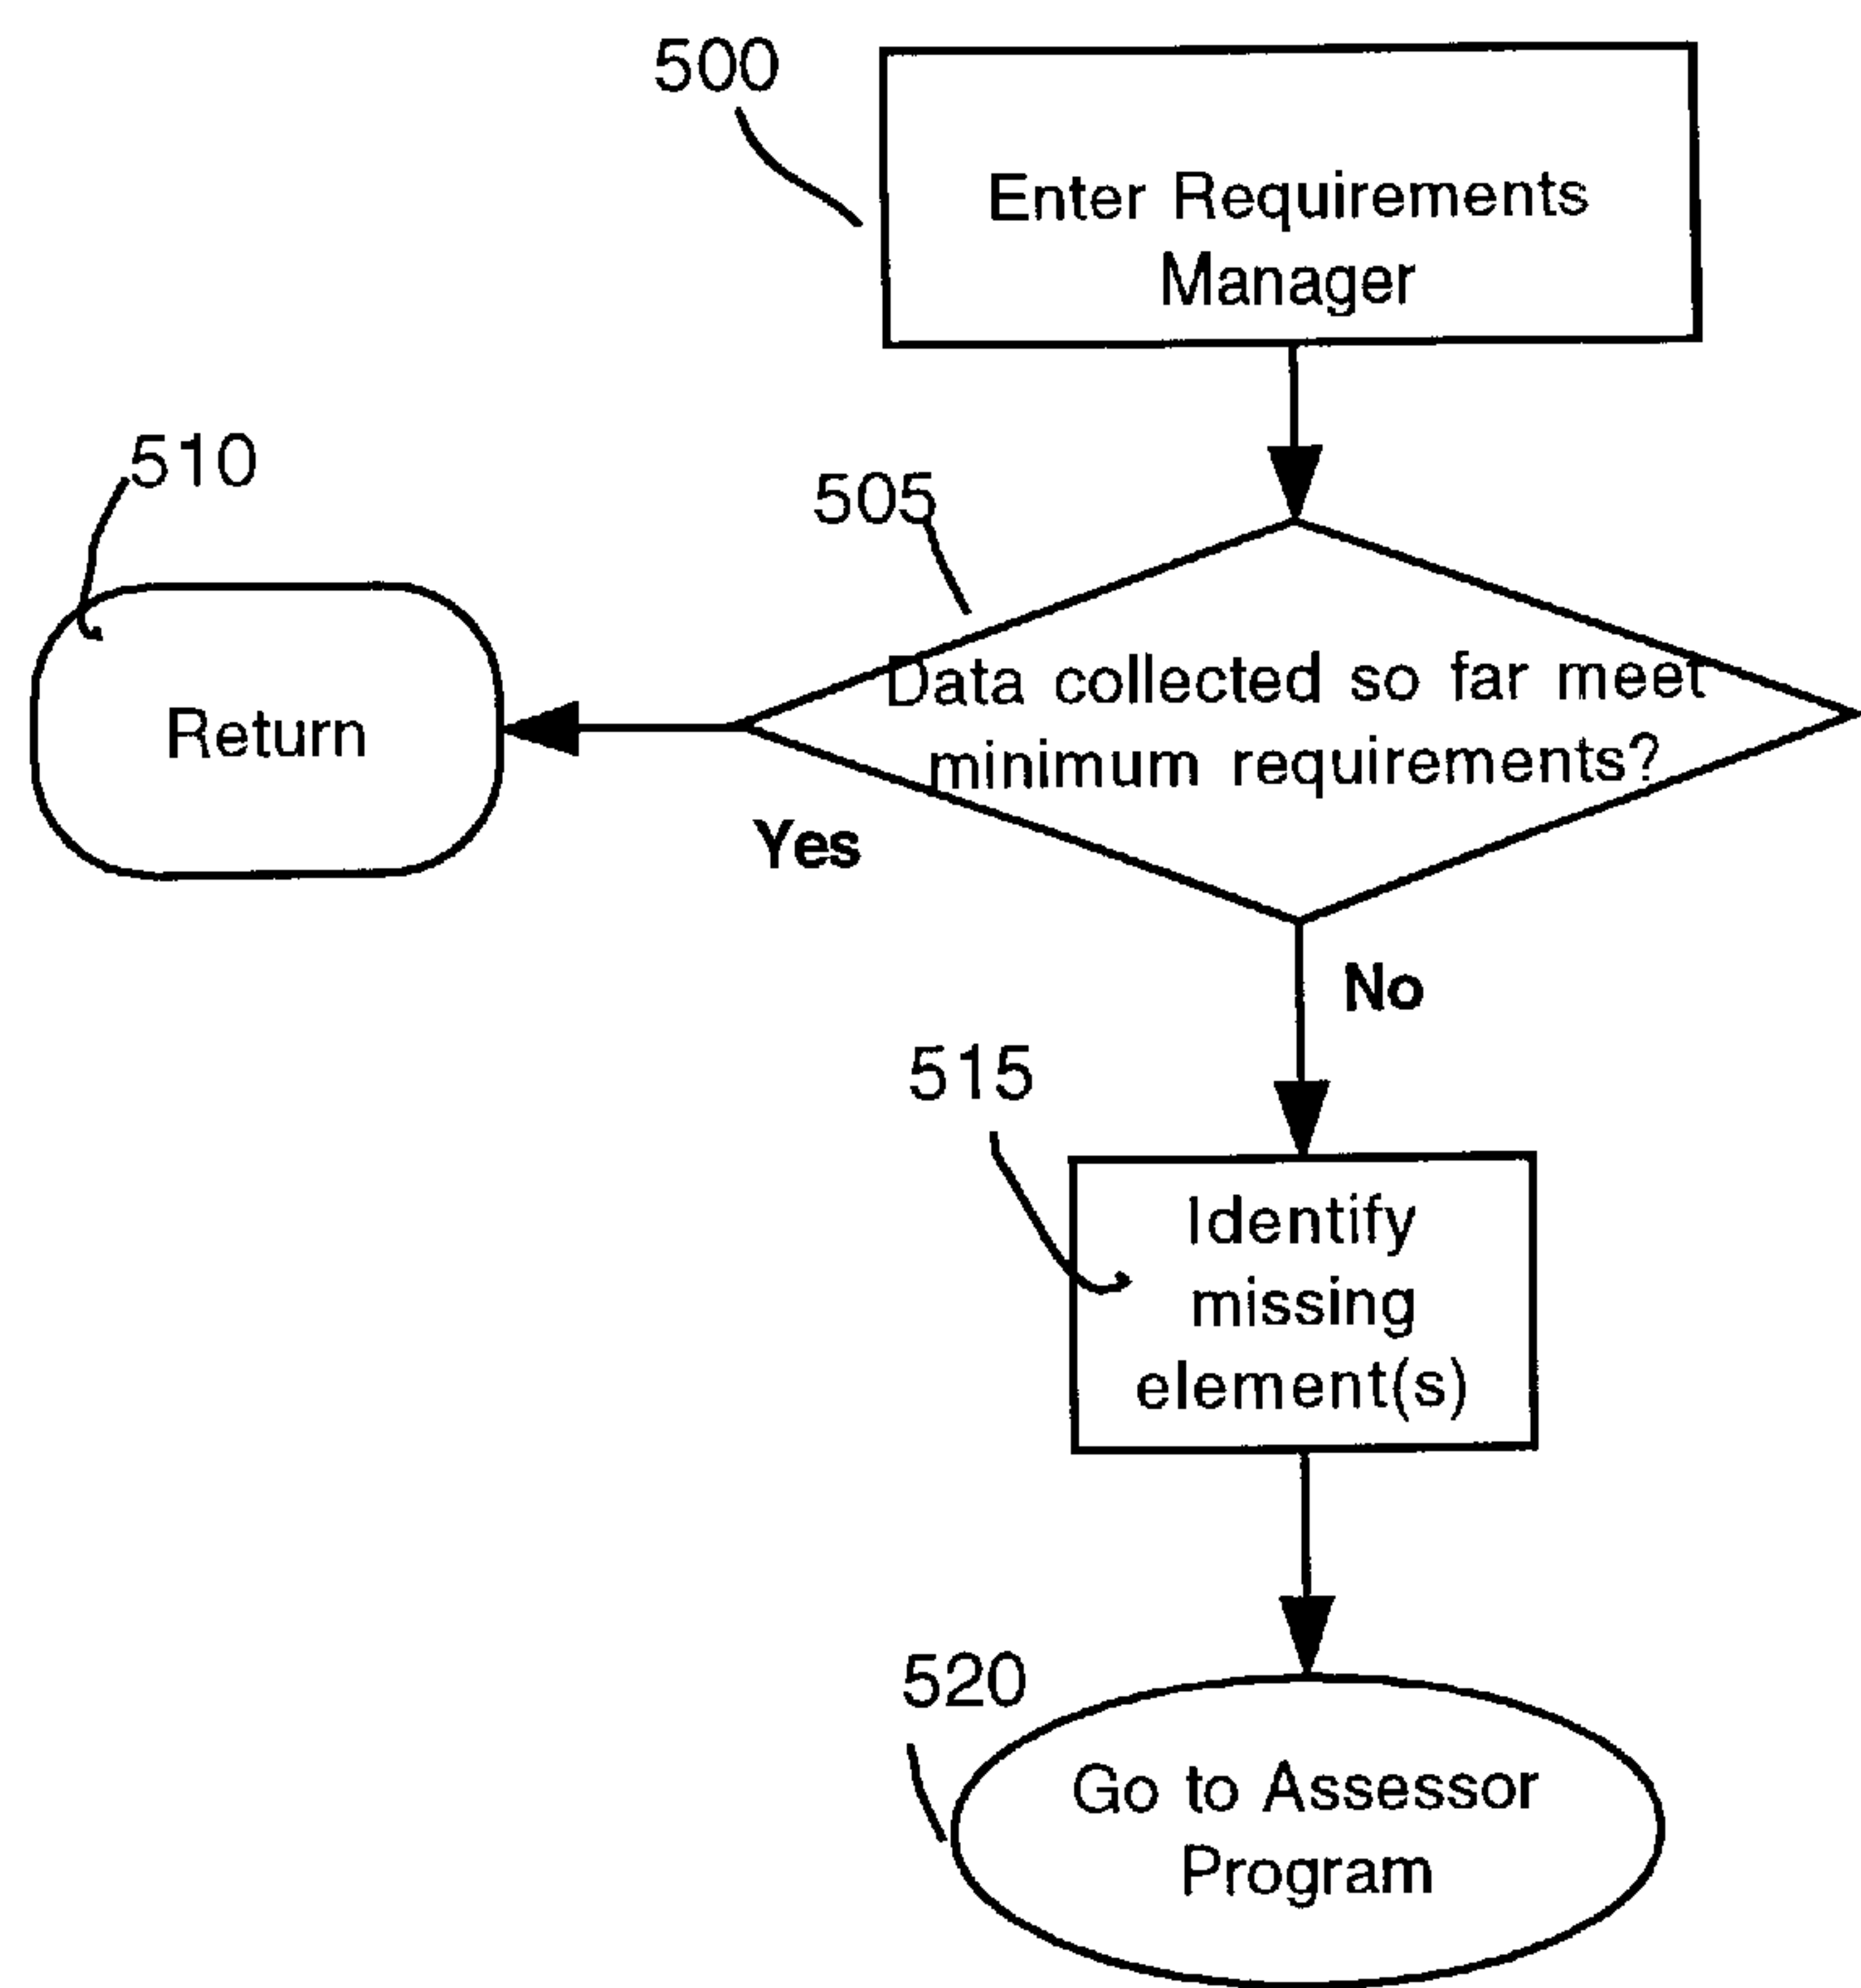 500
Enter Requirements
Manager
510
505
Data collected so far meet
minimum requirements?
Return
Yes
No
515
Identify
missing
element(s)
520
Go to Assessor
Program